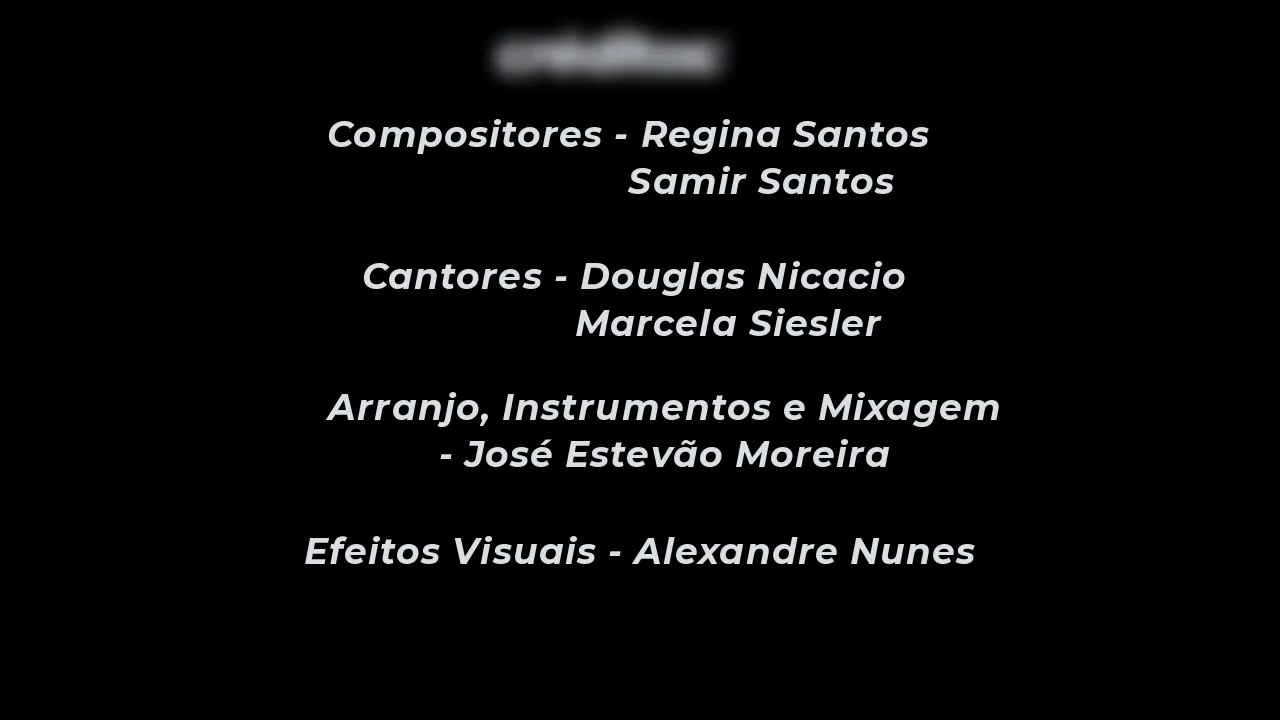 créditos:
Compositores - Regina Santos
Samir Santos
Cantores - Douglas Nicacio
Marcela Siesler
Arranjo, Instrumentos e Mixagem
- José Estevão Moreira
Efeitos Visuais - Alexandre Nunes